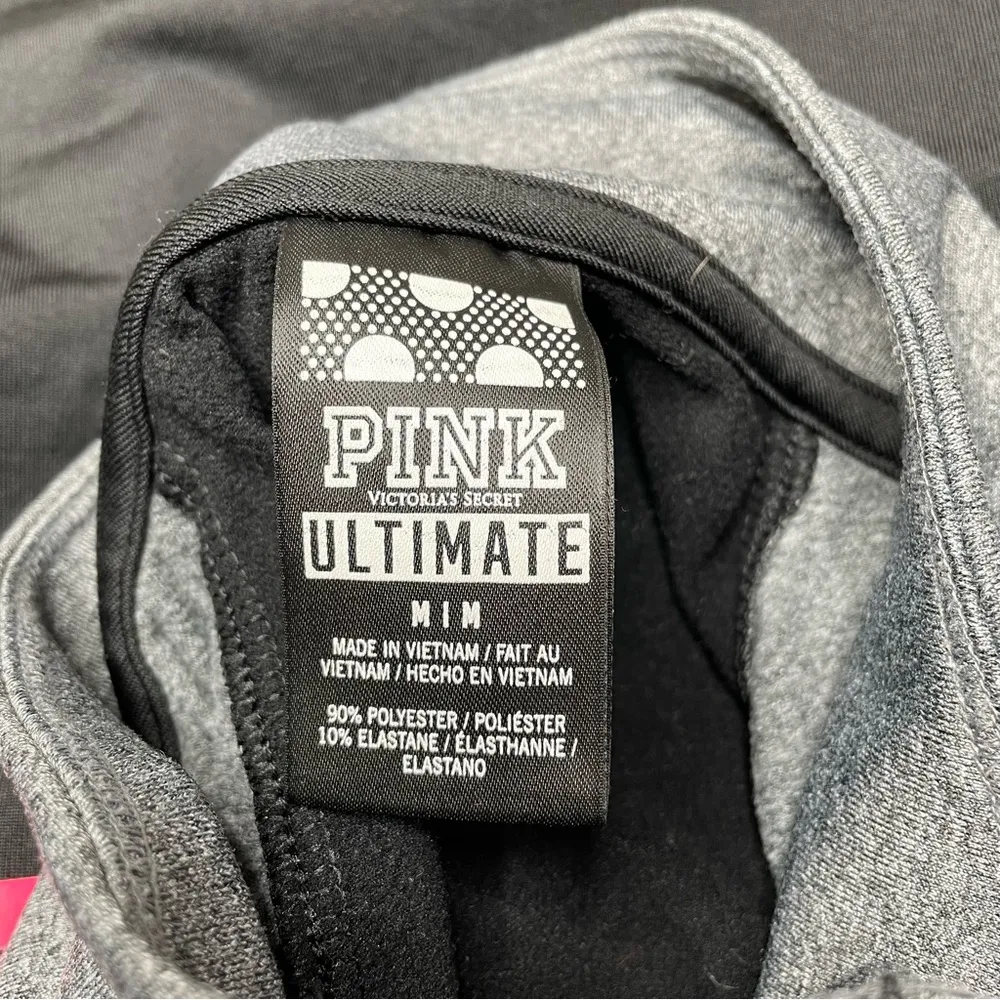 PINK
VICTORIA'S SECRET
ULTIMATE
M | M
MADE IN VIETNAM / FAIT AU
VIETNAM / HECHO EN VIETNAM
90% POLYESTER / POLIÉSTER
10% ELASTANE / ÉLASTHANNE /
ELASTANO